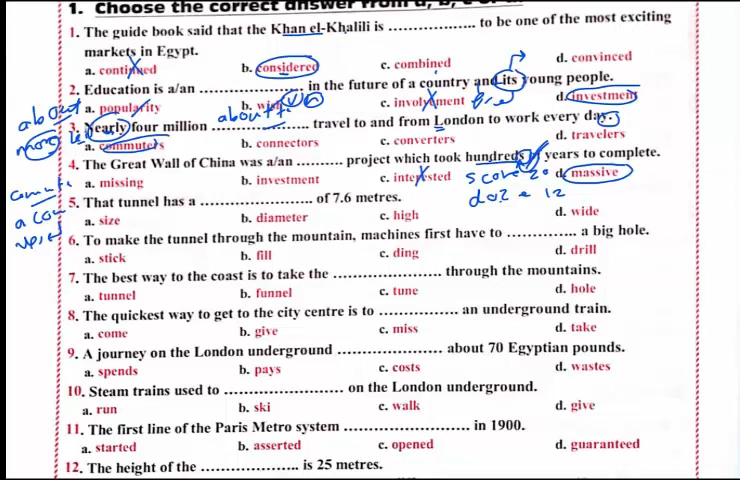 1. Choose the correct answer from a, b, c or d:
1. The guide book said that the Khan el-Khalili is .................. to be one of the most exciting
markets in Egypt.
a. continued b. considered c. combined d. convinced
2. Education is a/an .......................... in the future of a country and its young people.
a. popularity b. c. involvement d. investment
about
3. Nearly four million .................. travel to and from London to work every day.
a. commuters b. connectors c. converters d. travelers
4. The Great Wall of China was a/an .......... project which took hundreds of years to complete.
a. missing b. investment c. interested d. massive
score 20
5. That tunnel has a ........................ of 7.6 metres.
a. size b. diameter c. high d. wide
6. To make the tunnel through the mountain, machines first have to .............. a big hole.
a. stick b. fill c. ding d. drill
7. The best way to the coast is to take the ...................... through the mountains.
a. tunnel b. funnel c. tune d. hole
8. The quickest way to get to the city centre is to .................. an underground train.
a. come b. give c. miss d. take
9. A journey on the London underground .................. about 70 Egyptian pounds.
a. spends b. pays c. costs d. wastes
10. Steam trains used to ........................ on the London underground.
a. run b. ski c. walk d. give
11. The first line of the Paris Metro system ...................... in 1900.
a. started b. asserted c. opened d. guaranteed
12. The height of the .................... is 25 metres.